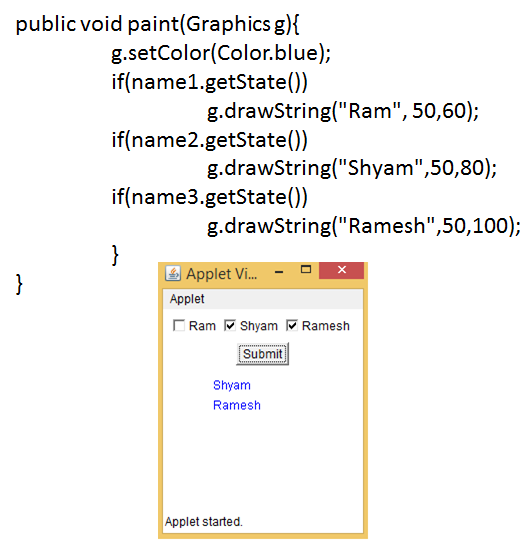 public void paint(Graphics g){
g.setColor(Color.blue);
if(name1.getState())
g.drawString("Ram", 50,60);
if(name2.getState())
g.drawString("Shyam",50,80);
if(name3.getState())
g.drawString("Ramesh",50,100);
}
}
Applet Vi...
Applet
Ram Shyam Ramesh
Submit
Shyam
Ramesh
Applet started.